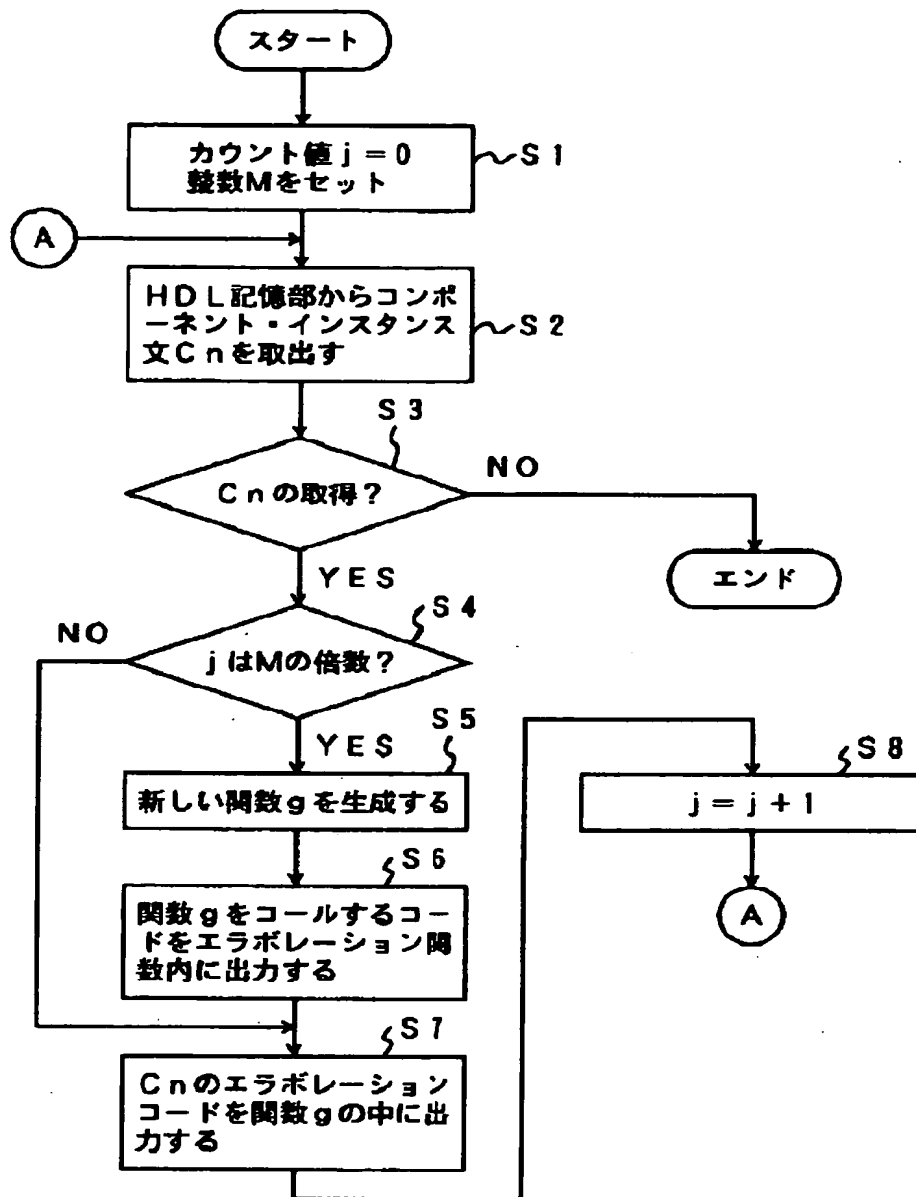 スタート
カウント値j=0
整数Mをセット
S1
A
HDL記憶部からコンポ
ーネント・インスタンス
文Cnを取出す
S2
S3
Cnの取得?
NO
YES
エンド
S4
NO
jはMの倍数?
YES
S5
新しい関数gを生成する
S6
関数gをコールするコー
ドをエラボレーション関
数内に出力する
S7
Cnのエラボレーション
コードを関数gの中に出
力する
S8
j=j+1
A